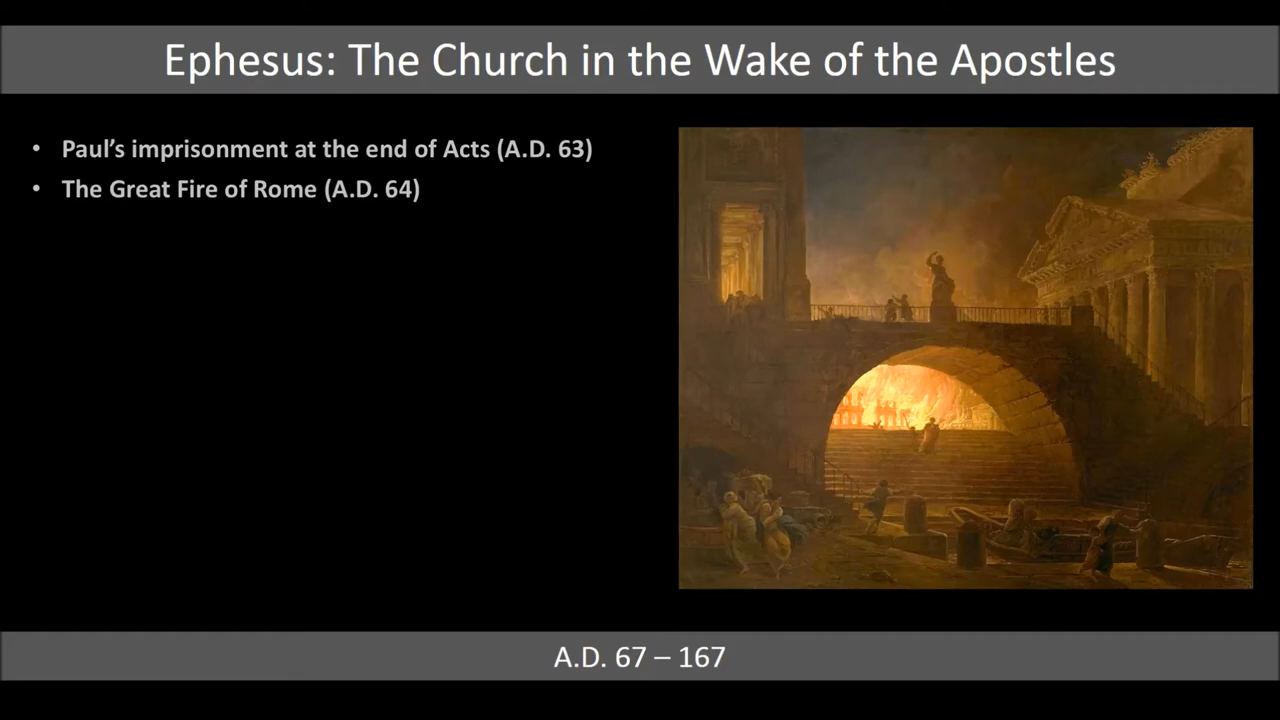 Ephesus: The Church in the Wake of the Apostles
• Paul’s imprisonment at the end of Acts (A.D. 63)
• The Great Fire of Rome (A.D. 64)
A.D. 67 – 167